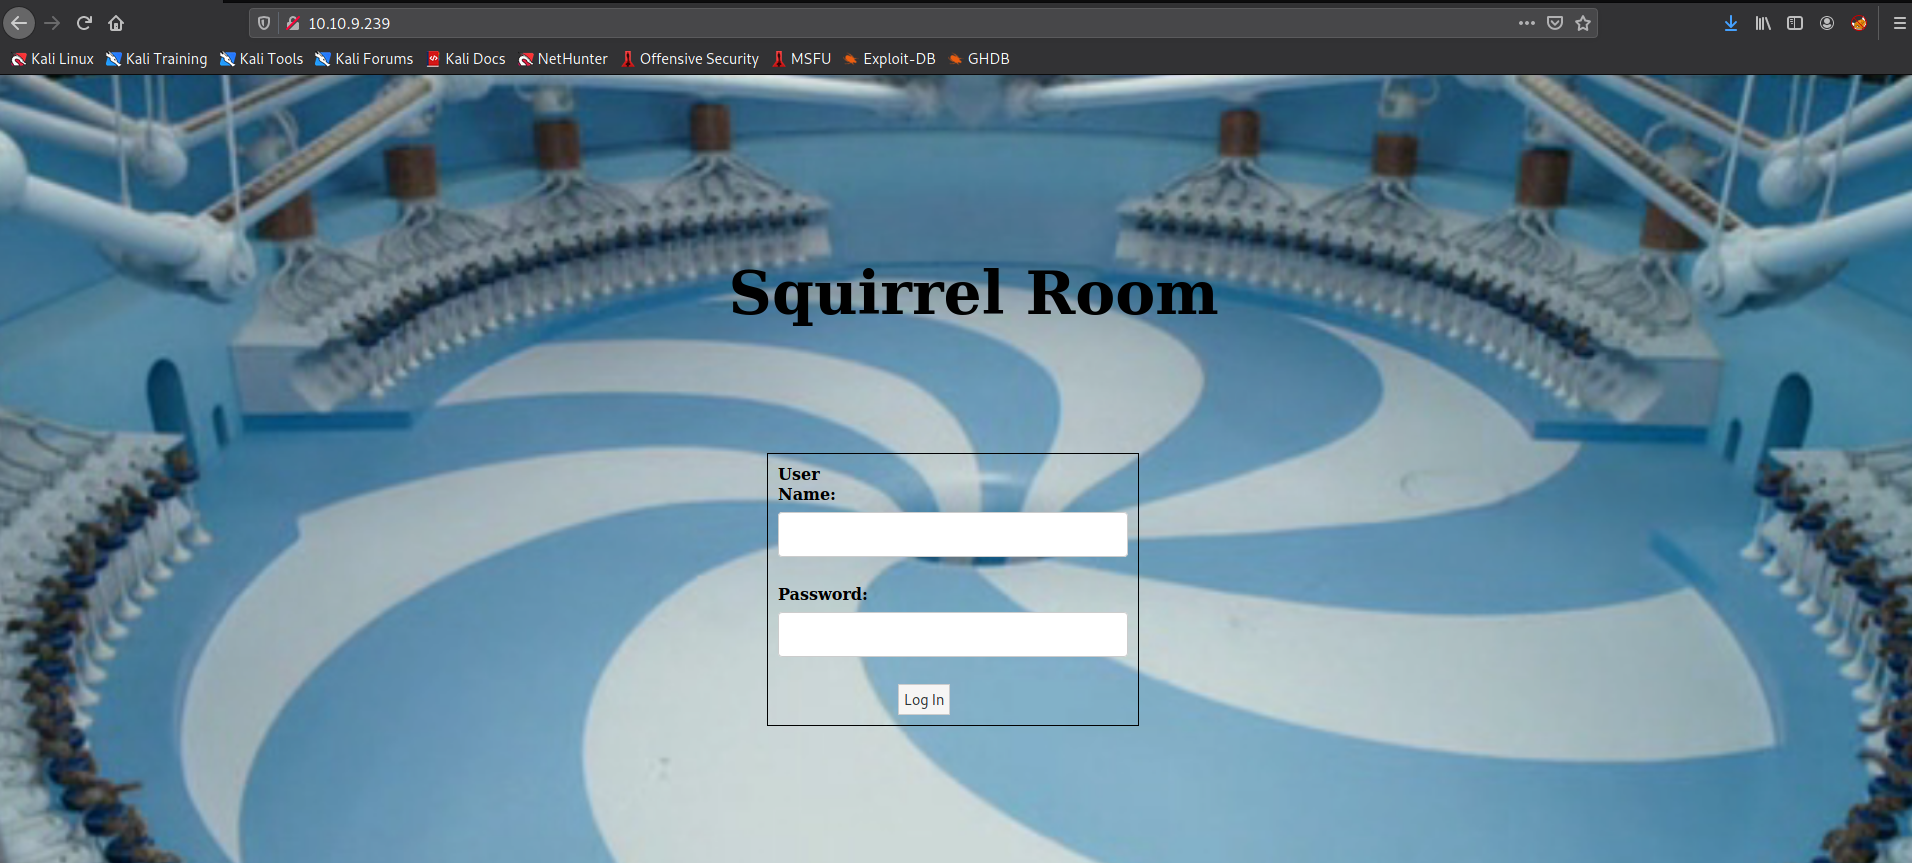 10.10.9.239
Kali Linux Kali Training Kali Tools Kali Forums Kali Docs NetHunter Offensive Security MSFU Exploit-DB GHDB
Squirrel Room
User
Name:
Password:
Log In